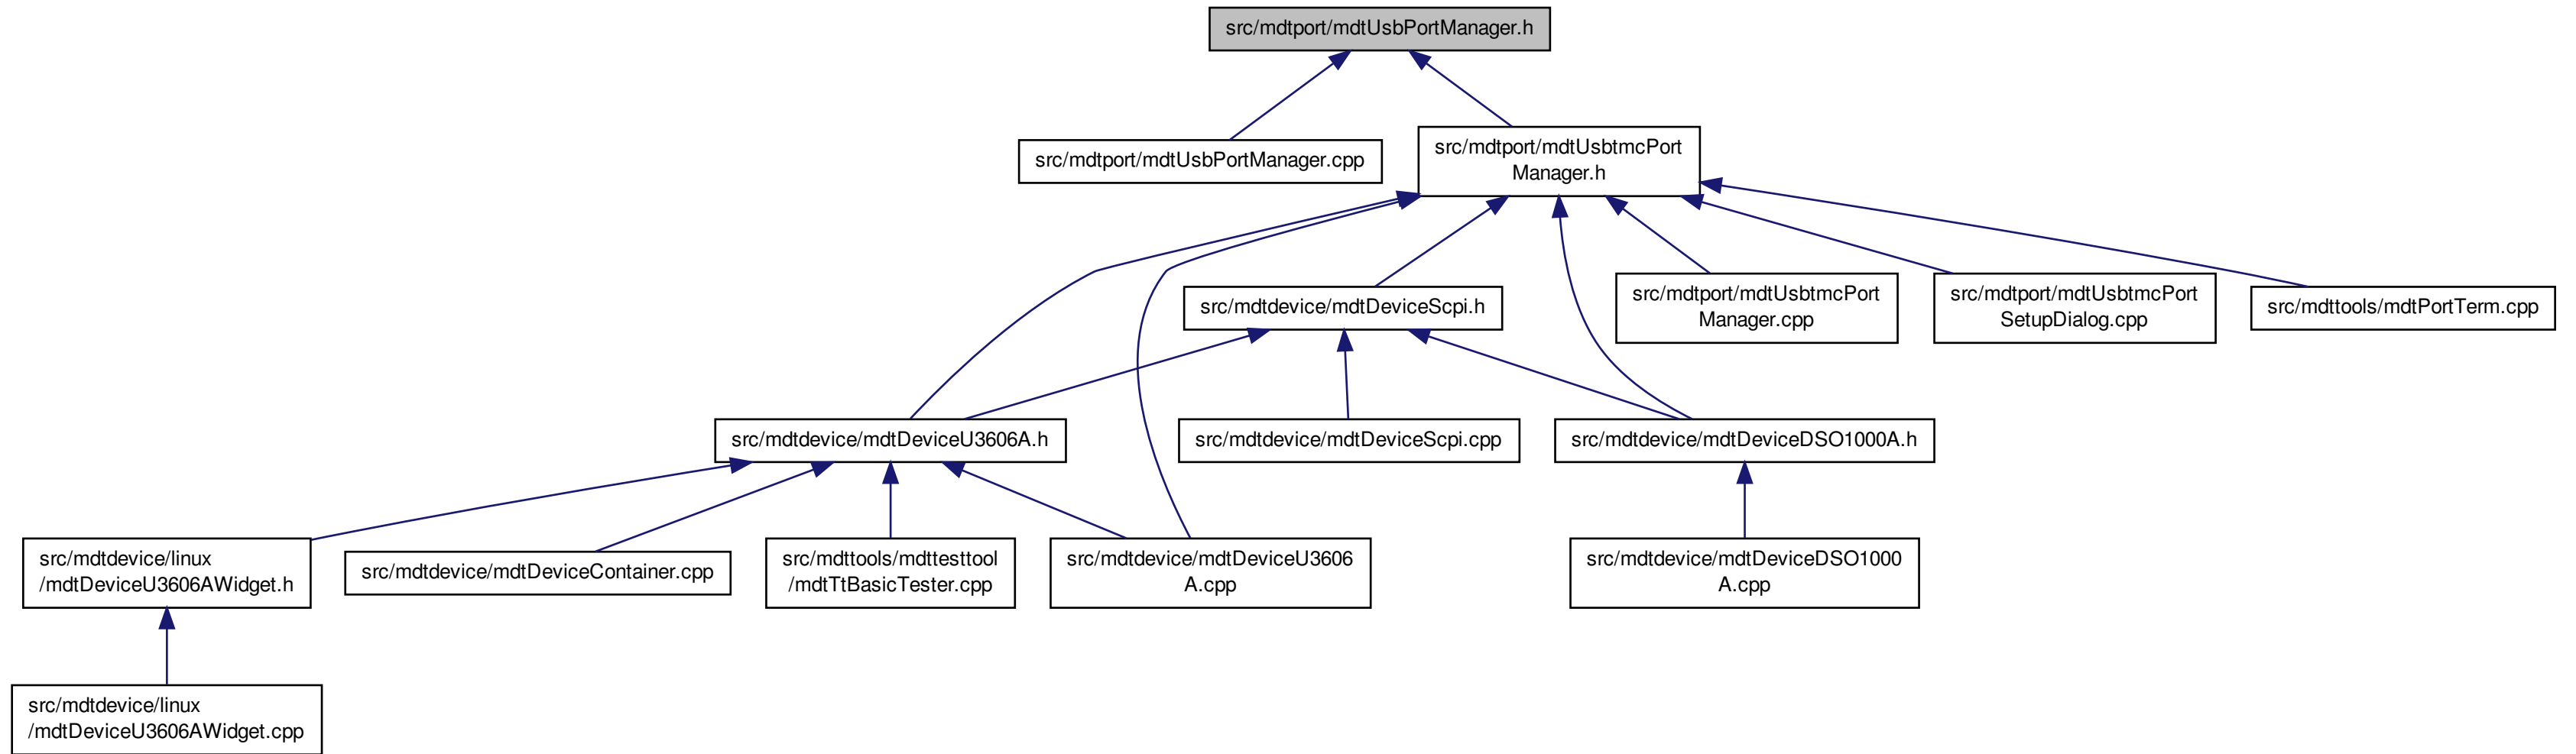 src/mdtport/mdtUsbPortManager.h
src/mdtport/mdtUsbPortManager.cpp
src/mdtport/mdtUsbtmcPort
Manager.h
src/mdtdevice/mdtDeviceScpi.h
src/mdtport/mdtUsbtmcPort
Manager.cpp
src/mdtport/mdtUsbtmcPort
SetupDialog.cpp
src/mdttools/mdtPortTerm.cpp
src/mdtdevice/mdtDeviceU3606A.h
src/mdtdevice/mdtDeviceScpi.cpp
src/mdtdevice/mdtDeviceDSO1000A.h
src/mdtdevice/linux
/mdtDeviceU3606AWidget.h
src/mdtdevice/mdtDeviceContainer.cpp
src/mdttools/mdttesttool
/mdtTtBasicTester.cpp
src/mdtdevice/mdtDeviceU3606
A.cpp
src/mdtdevice/mdtDeviceDSO1000
A.cpp
src/mdtdevice/linux
/mdtDeviceU3606AWidget.cpp